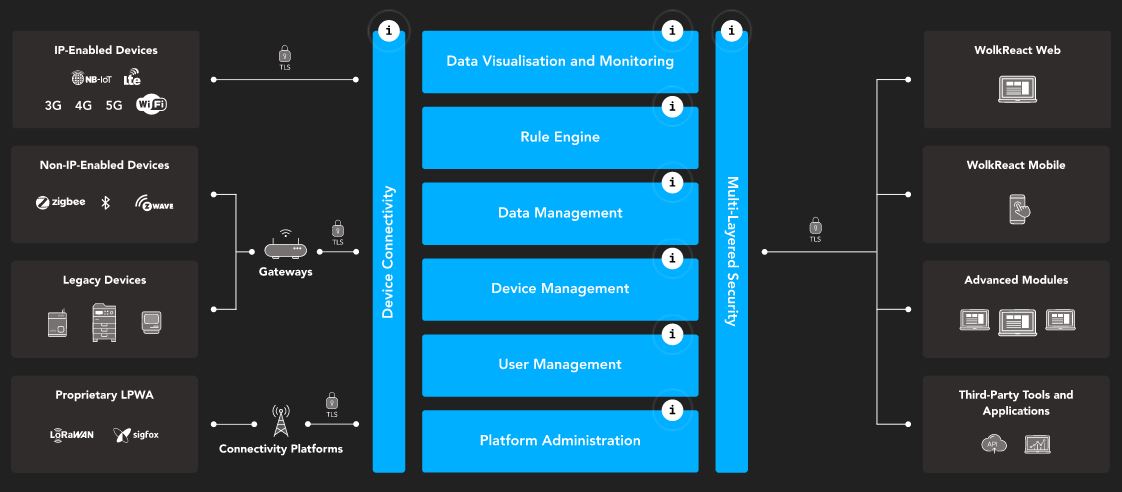 IP-Enabled Devices
NB-IoT
lte
3G 4G 5G WiFi
Non-IP-Enabled Devices
zigbee
Z WAVE
Legacy Devices
Proprietary LPWA
LoRaWAN
sigfox
TLS
TLS
Gateways
TLS
Connectivity Platforms
i
Device Connectivity
i
Data Visualisation and Monitoring
i
Rule Engine
i
Data Management
i
Device Management
i
User Management
i
Platform Administration
i
Multi-Layered Security
TLS
WolkReact Web
WolkReact Mobile
Advanced Modules
Third-Party Tools and
Applications
API